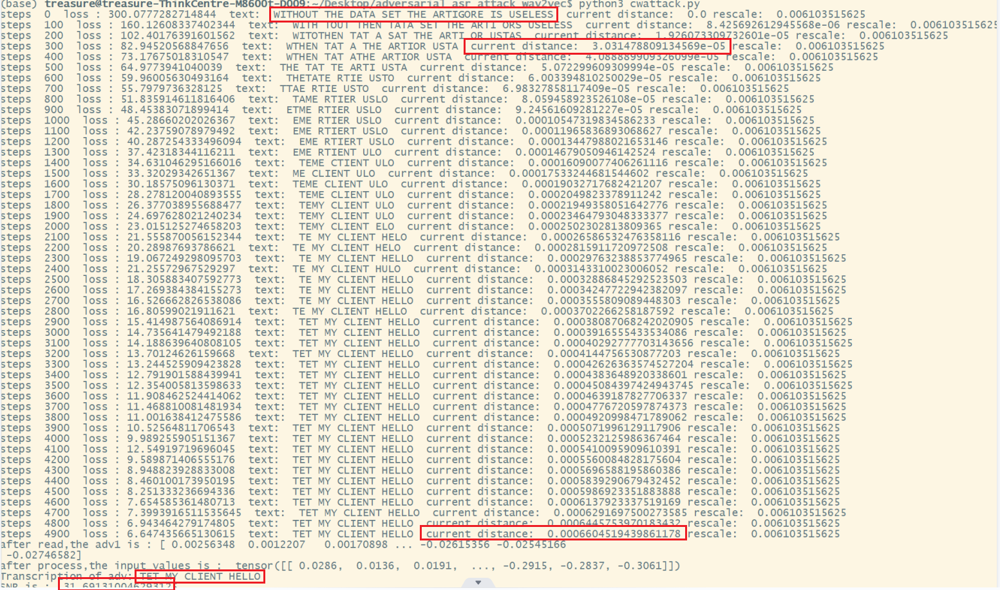 (base) treasure@treasure-ThinkCentre-M8600t-D009:~/Desktop/adversarial_asr_attack_wav2vec$ python3 cwattack.py
steps 0 loss : 300.0777282714844 text: WITHOUT THE DATA SET THE ARTIGORE IS USELESS current distance: 0.0 rescale: 0.006103515625
steps 100 loss : 160.12608337402344 text: WITH TOUT THEN TATA SET THE ARTI ORS USELESS current distance: 8.425692612945568e-06 rescale: 0.006103515625
steps 200 loss : 102.40176391601562 text: WITOTHEN TAT A SAT THE ARTI OR USTAS current distance: 1.926073309732601e-05 rescale: 0.006103515625
steps 300 loss : 82.94520568847656 text: WTHEN TAT A THE ARTIOR USTA current distance: 3.031478809134569e-05 rescale: 0.006103515625
steps 400 loss : 73.17675018310547 text: WTHEN TAT ATHE ARTIOR USTA current distance: 4.088889909326099e-05 rescale: 0.006103515625
steps 500 loss : 64.9773941040039 text: THE TAT TE ARTI USTA current distance: 5.072299609309994e-05 rescale: 0.006103515625
steps 600 loss : 59.96005630493164 text: THETATE RTIE USTO current distance: 6.003394810250029e-05 rescale: 0.006103515625
steps 700 loss : 55.7979736328125 text: TTAE RTIE USTO current distance: 6.98327858117409e-05 rescale: 0.006103515625
steps 800 loss : 51.835914611816406 text: TAME RTIER USLO current distance: 8.059458923526108e-05 rescale: 0.006103515625
steps 900 loss : 48.45383071899414 text: ETME RTIER USLO current distance: 9.24561609281227e-05 rescale: 0.006103515625
steps 1000 loss : 45.28660202026367 text: EME RTIER USLO current distance: 0.00010547319834586233 rescale: 0.006103515625
steps 1100 loss : 42.23759078979492 text: EME RTIERT USLO current distance: 0.00011965836893068627 rescale: 0.006103515625
steps 1200 loss : 40.287254333496094 text: EME RTIERT USLO current distance: 0.00013447988021653146 rescale: 0.006103515625
steps 1300 loss : 37.42318344116211 text: EME RTIENT ULO current distance: 0.00014679050946142524 rescale: 0.006103515625
steps 1400 loss : 34.631046295166016 text: TEME CTIENT ULO current distance: 0.00016090077406261116 rescale: 0.006103515625
steps 1500 loss : 33.32029342651367 text: ME CLIENT ULO current distance: 0.00017533244681544602 rescale: 0.006103515625
steps 1600 loss : 30.18575096130371 text: TEME CLIENT ULO current distance: 0.00019032717682421207 rescale: 0.006103515625
steps 1700 loss : 28.278120040893555 text: TEME CLIENT ULO current distance: 0.0002049823378911242 rescale: 0.006103515625
steps 1800 loss : 26.377038955688477 text: TEMY CLIENT ULO current distance: 0.00021949358051642776 rescale: 0.006103515625
steps 1900 loss : 24.697628021240234 text: TEMY CLIENT ULO current distance: 0.00023464793048333377 rescale: 0.006103515625
steps 2000 loss : 23.015125274658203 text: TEMY CLIENT ELO current distance: 0.0002502302813809365 rescale: 0.006103515625
steps 2100 loss : 21.555870056152344 text: TE MY CLIENT HELO current distance: 0.00026586532476358116 rescale: 0.006103515625
steps 2200 loss : 20.28987693786621 text: TE MY CLIENT HELO current distance: 0.0002815911720972508 rescale: 0.006103515625
steps 2300 loss : 19.067249298095703 text: TE MY CLIENT HELLO current distance: 0.00029763238853774965 rescale: 0.006103515625
steps 2400 loss : 21.25572967529297 text: TE MY CLIENT HULO current distance: 0.00031433310023006052 rescale: 0.006103515625
steps 2500 loss : 18.305883407592773 text: TE MY CLIENT HELLO current distance: 0.00032886845292523503 rescale: 0.006103515625
steps 2600 loss : 17.269384384155273 text: TE MY CLIENT HELLO current distance: 0.00034247722942382097 rescale: 0.006103515625
steps 2700 loss : 16.526662826538086 text: TE MY CLIENT HELLO current distance: 0.0003555809089448303 rescale: 0.006103515625
steps 2800 loss : 16.80599021911621 text: TE MY CLIENT HELLO current distance: 0.0003702266258187592 rescale: 0.006103515625
steps 2900 loss : 15.414987564086914 text: TET MY CLIENT HELLO current distance: 0.00038087068242020905 rescale: 0.006103515625
steps 3000 loss : 14.735641479492188 text: TET MY CLIENT HELLO current distance: 0.0003916555433534086 rescale: 0.006103515625
steps 3100 loss : 14.188639640808105 text: TET MY CLIENT HELLO current distance: 0.00040292777703143656 rescale: 0.006103515625
steps 3200 loss : 13.70124626159668 text: TET MY CLIENT HELLO current distance: 0.0004144756530877203 rescale: 0.006103515625
steps 3300 loss : 13.244525909423828 text: TET MY CLIENT HELLO current distance: 0.00042626363574527204 rescale: 0.006103515625
steps 3400 loss : 12.791901588439941 text: TET MY CLIENT HELLO current distance: 0.0004383648920338601 rescale: 0.006103515625
steps 3500 loss : 12.354005813598633 text: TET MY CLIENT HELLO current distance: 0.00045084397424943745 rescale: 0.006103515625
steps 3600 loss : 11.908462524414062 text: TET MY CLIENT HELLO current distance: 0.0004639187827706337 rescale: 0.006103515625
steps 3700 loss : 11.468810081481934 text: TET MY CLIENT HELLO current distance: 0.0004776720597874373 rescale: 0.006103515625
steps 3800 loss : 11.001638412475586 text: TET MY CLIENT HELLO current distance: 0.0004920998471789062 rescale: 0.006103515625
steps 3900 loss : 10.52564811706543 text: TET MY CLIENT HELLO current distance: 0.0005071996129117906 rescale: 0.006103515625
steps 4000 loss : 9.989255905151367 text: TET MY CLIENT HELLO current distance: 0.0005232125986367464 rescale: 0.006103515625
steps 4100 loss : 12.54919719696045 text: TET MY CLIENT HELLO current distance: 0.0005410095909610391 rescale: 0.006103515625
steps 4200 loss : 9.589871406555176 text: TET MY CLIENT HELLO current distance: 0.0005560084828175604 rescale: 0.006103515625
steps 4300 loss : 8.948823928833008 text: TET MY CLIENT HELLO current distance: 0.0005696588195860386 rescale: 0.006103515625
steps 4400 loss : 8.460100173950195 text: TET MY CLIENT HELLO current distance: 0.0005839290679432452 rescale: 0.006103515625
steps 4500 loss : 8.251333236694336 text: TET MY CLIENT HELLO current distance: 0.0005986923351883888 rescale: 0.006103515625
steps 4600 loss : 7.654585361480713 text: TET MY CLIENT HELLO current distance: 0.0006137923337519169 rescale: 0.006103515625
steps 4700 loss : 7.3993916511535645 text: TET MY CLIENT HELLO current distance: 0.0006291697500273585 rescale: 0.006103515625
steps 4800 loss : 6.943464279174805 text: TET MY CLIENT HELLO current distance: 0.0006445753970183432 rescale: 0.006103515625
steps 4900 loss : 6.647435665130615 text: TET MY CLIENT HELLO current distance: 0.0006604519439861178 rescale: 0.006103515625
after read,the adv1 is : [ 0.00256348 0.0012207 0.00170898 ... -0.02615356 -0.02545166
-0.02746582]
after process,the input_values is : tensor([[ 0.0286, 0.0136, 0.0191, ..., -0.2915, -0.2837, -0.3061]])
Transcription of adv: TET MY CLIENT HELLO
SNR is :